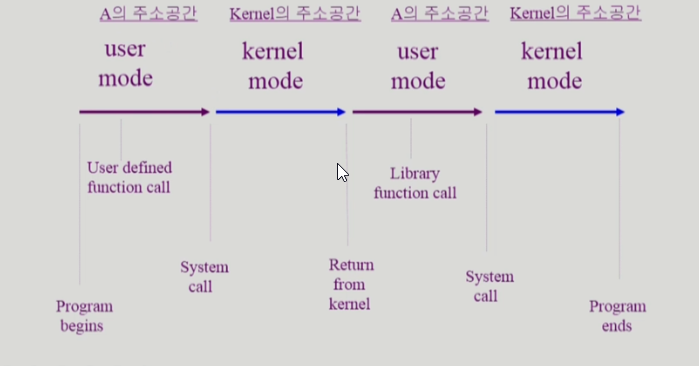 A의 주소공간
Kernel의 주소공간
A의 주소공간
Kernel의 주소공간
user
mode
kernel
mode
user
mode
kernel
mode
User defined
function call
Library
function call
System
call
Return
from
kernel
System
call
Program
begins
Program
ends